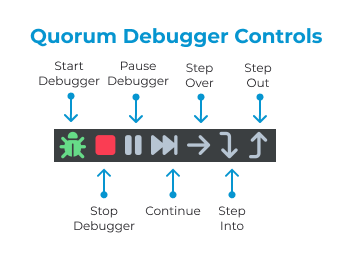 Quorum Debugger Controls
Start
Debugger
Pause
Debugger
Step
Over
Step
Out
Stop
Debugger
Continue
Step
Into